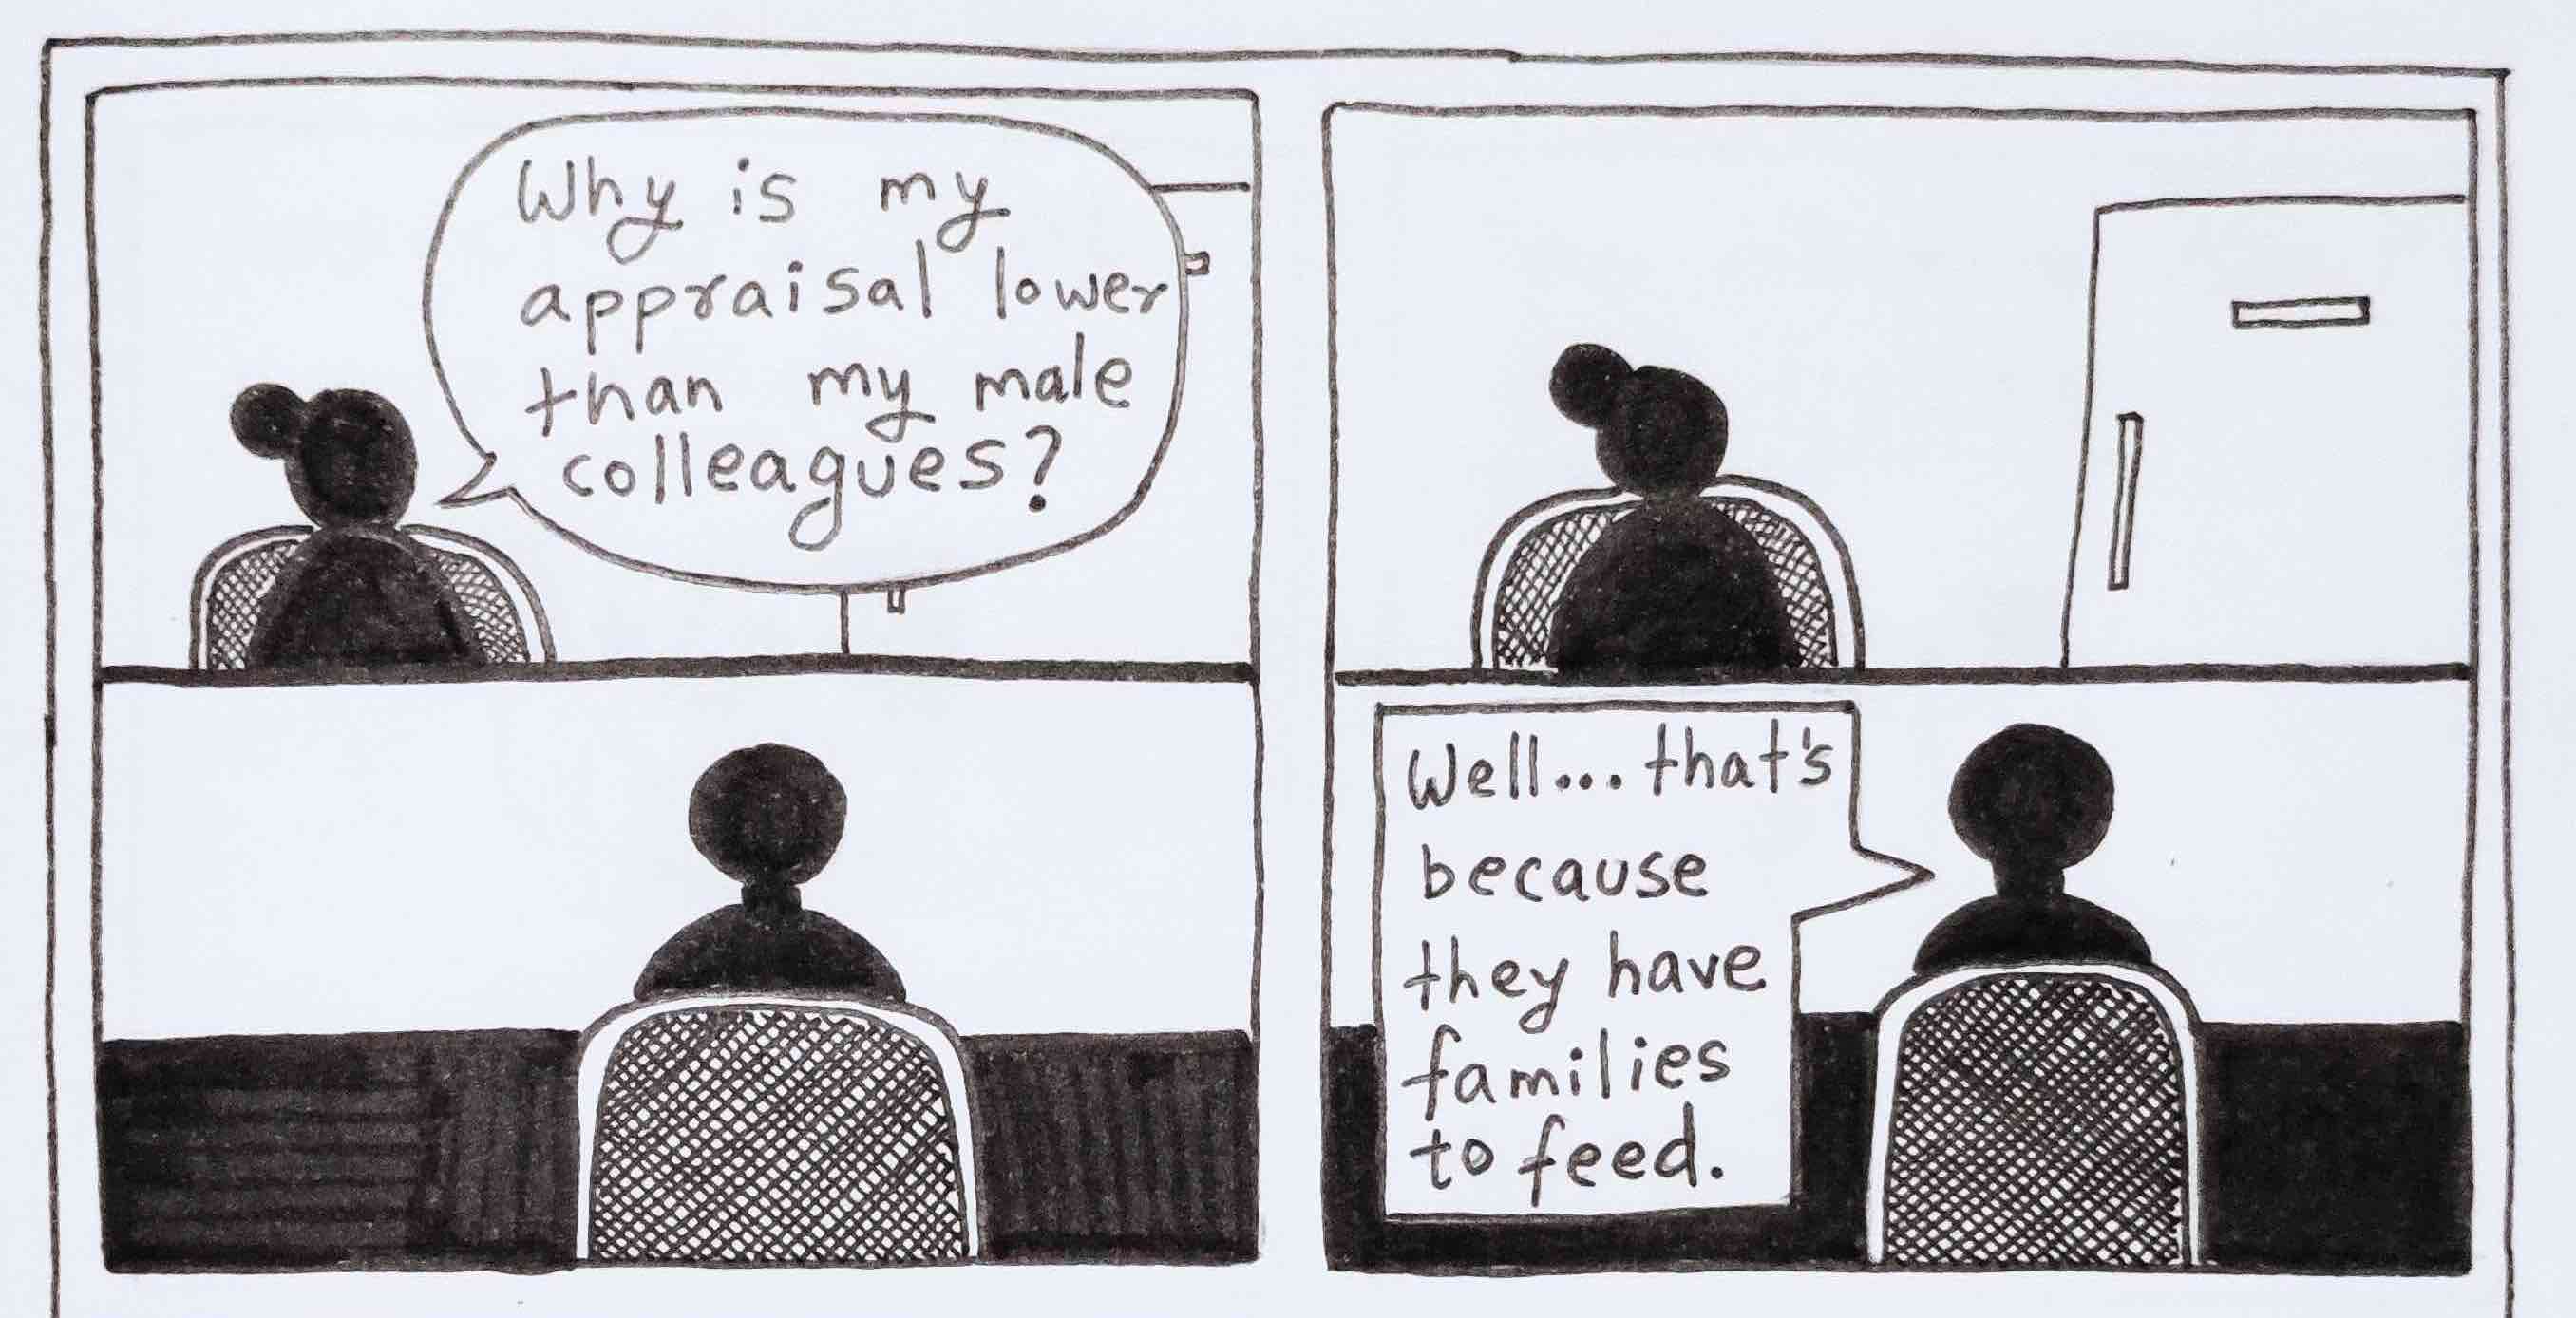 Why is my
appraisal lower
than my male
colleagues?
Well... that's
because
they have
families
to feed.